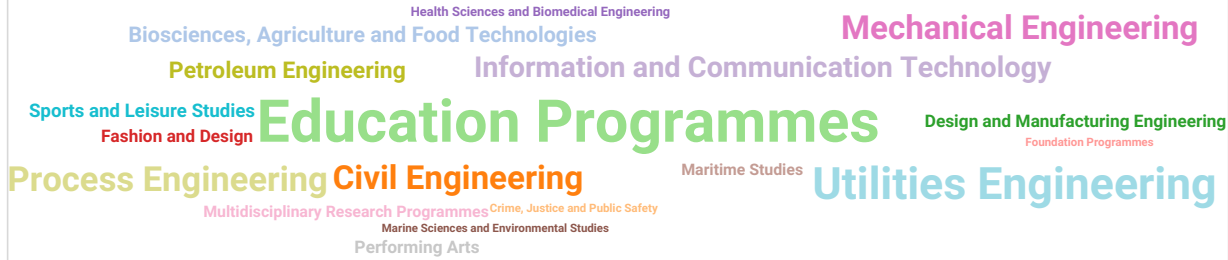 Health Sciences and Biomedical Engineering
Biosciences, Agriculture and Food Technologies
Mechanical Engineering
Petroleum Engineering
Information and Communication Technology
Sports and Leisure Studies
Education Programmes
Design and Manufacturing Engineering
Fashion and Design
Foundation Programmes
Process Engineering
Civil Engineering
Maritime Studies
Utilities Engineering
Multidisciplinary Research Programmes
Crime, Justice and Public Safety
Marine Sciences and Environmental Studies
Performing Arts